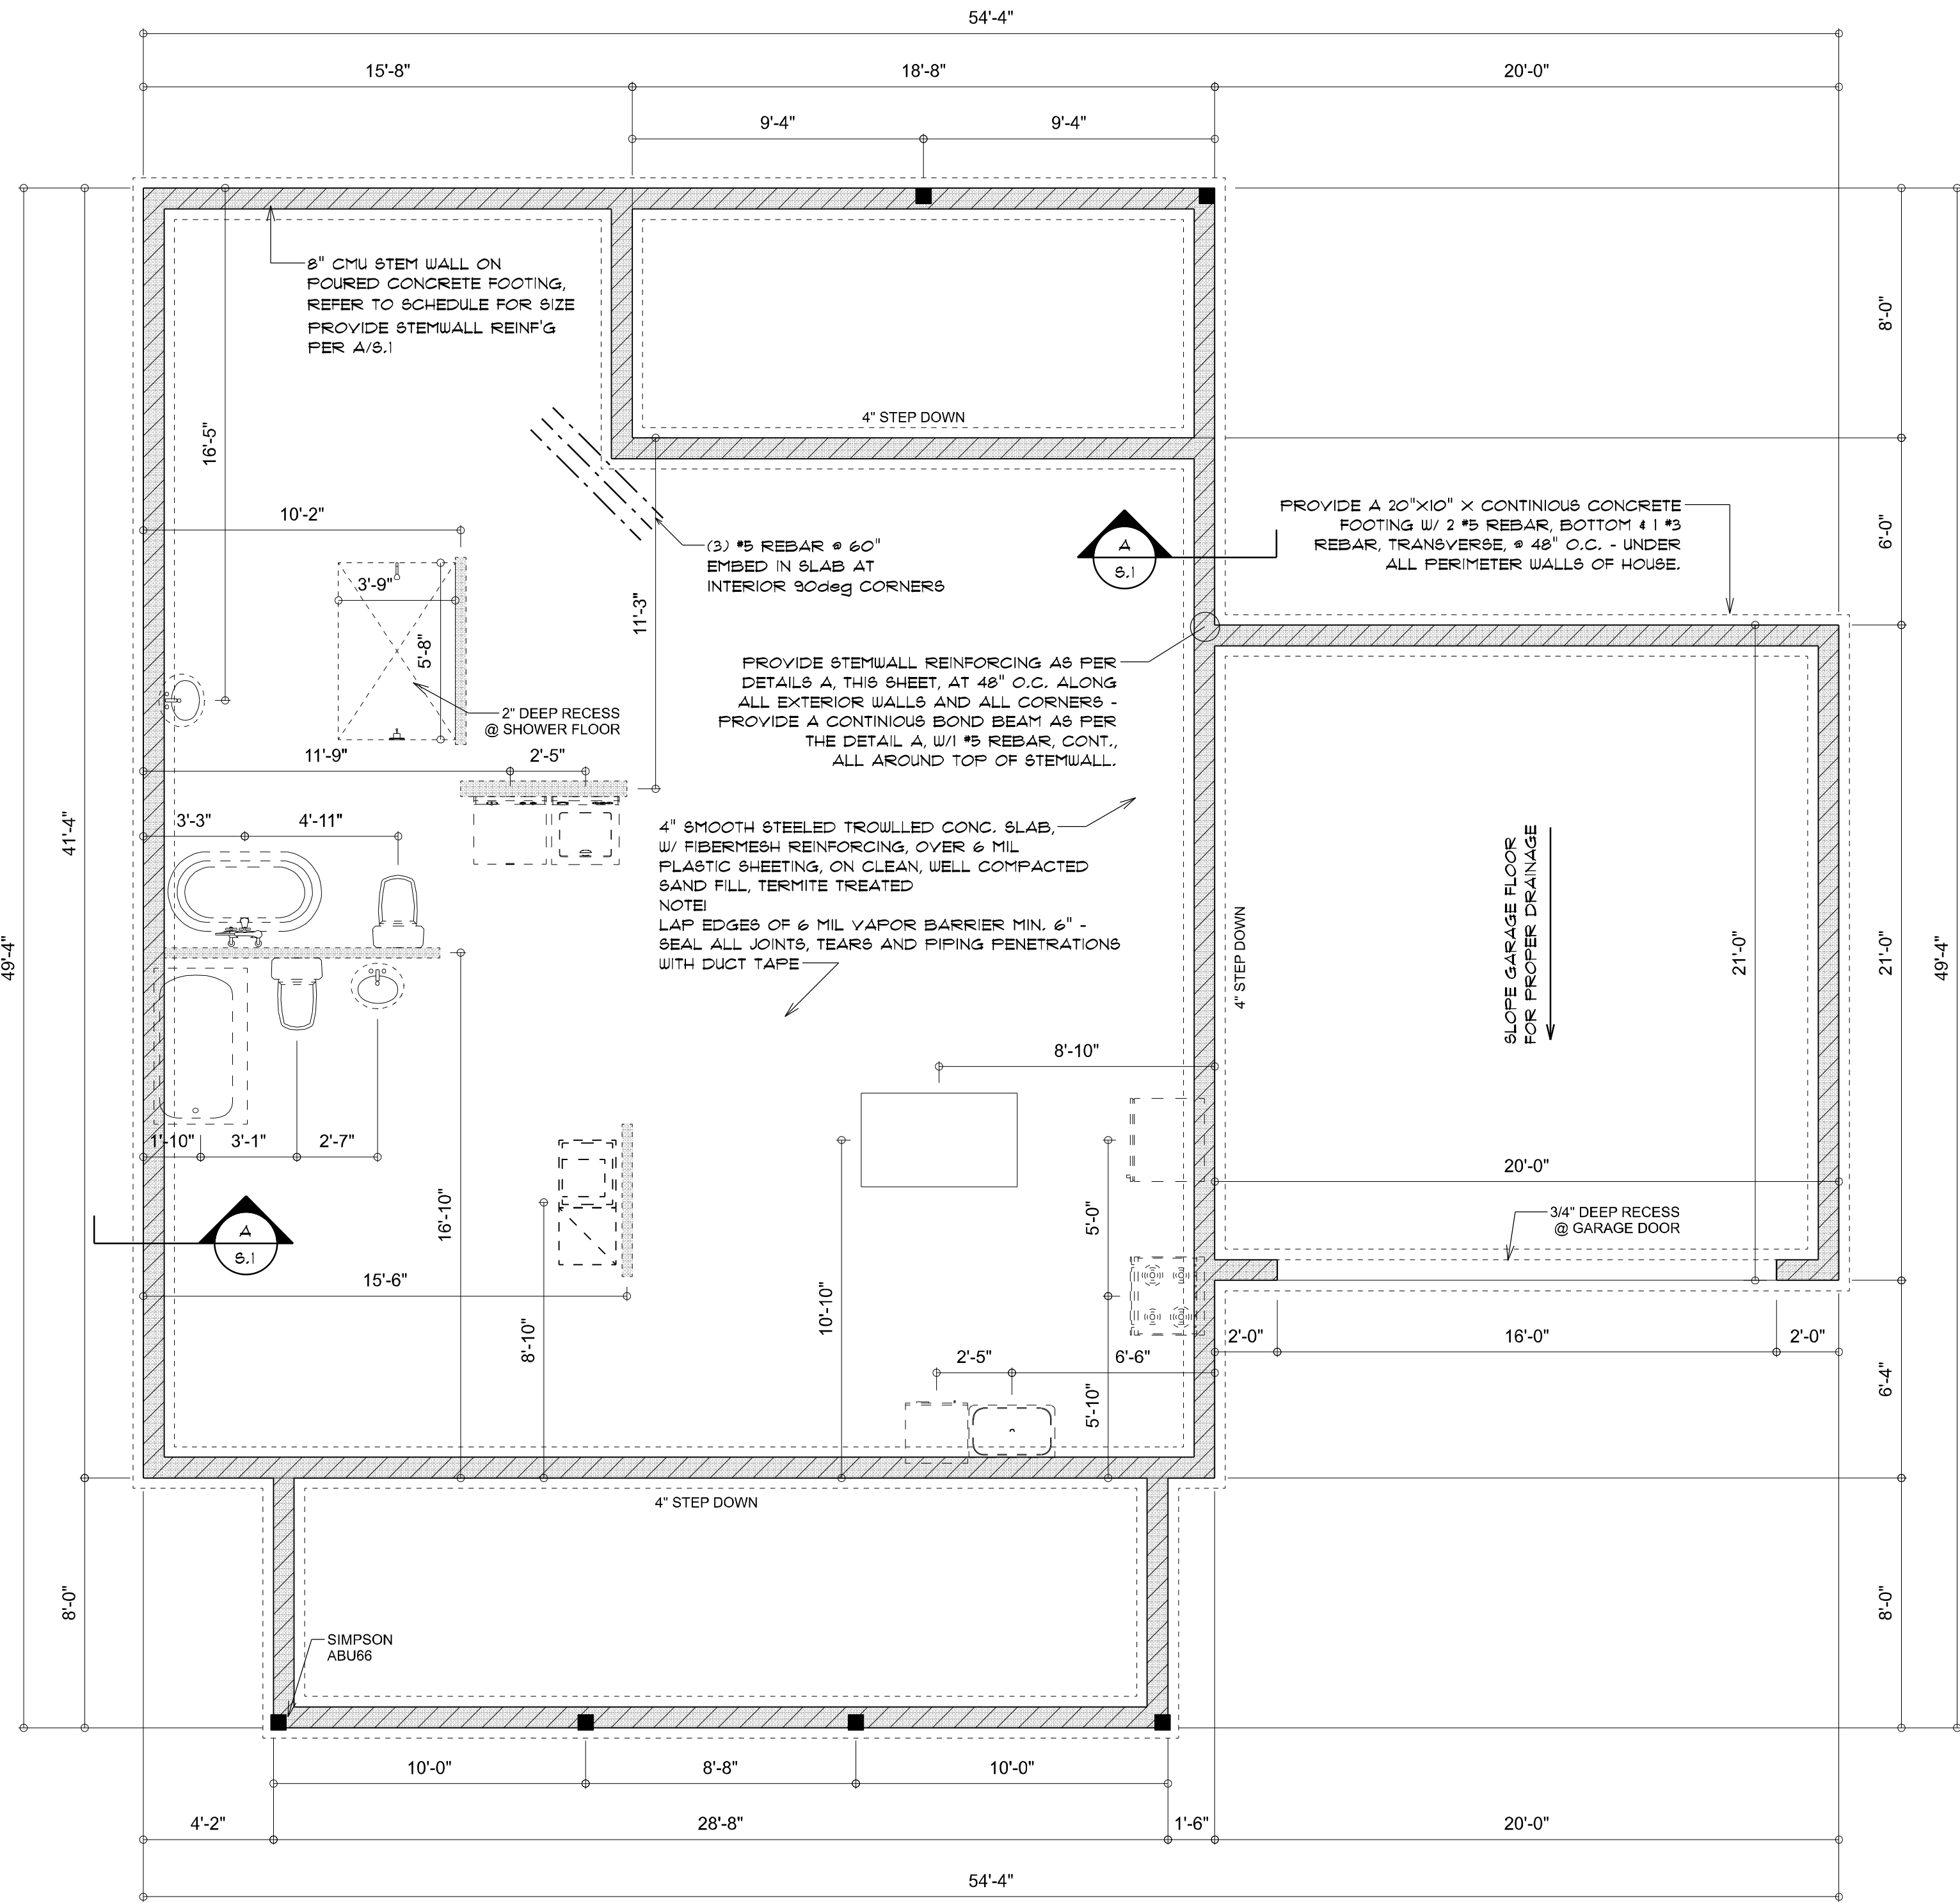 54'-4"
15'-8"
18'-8"
20'-0"
9'-4"
9'-4"
8" CMU STEM WALL ON
POURED CONCRETE FOOTING,
REFER TO SCHEDULE FOR SIZE
PROVIDE STEMWALL REINF'G
PER A/S.1
8'-0"
4" STEP DOWN
16'-5"
10'-2"
(3) #5 REBAR @ 60"
EMBED IN SLAB AT
INTERIOR 90deg CORNERS
A
S.1
PROVIDE A 20"X10" X CONTINIOUS CONCRETE
FOOTING W/ 2 #5 REBAR, BOTTOM & 1 #3
REBAR, TRANSVERSE, @ 48" O.C. - UNDER
ALL PERIMETER WALLS OF HOUSE.
6'-0"
3'-9"
5'-8"
11'-3"
2" DEEP RECESS
@ SHOWER FLOOR
PROVIDE STEMWALL REINFORCING AS PER
DETAILS A, THIS SHEET, AT 48" O.C. ALONG
ALL EXTERIOR WALLS AND ALL CORNERS -
PROVIDE A CONTINIOUS BOND BEAM AS PER
THE DETAIL A, W/1 #5 REBAR, CONT.,
ALL AROUND TOP OF STEMWALL.
11'-9"
2'-5"
3'-3"
4'-11"
41'-4"
49'-4"
4" SMOOTH STEELED TROWLLED CONC. SLAB,
W/ FIBERMESH REINFORCING, OVER 6 MIL
PLASTIC SHEETING, ON CLEAN, WELL COMPACTED
SAND FILL, TERMITE TREATED
NOTE!
LAP EDGES OF 6 MIL VAPOR BARRIER MIN. 6" -
SEAL ALL JOINTS, TEARS AND PIPING PENETRATIONS
WITH DUCT TAPE
4" STEP DOWN
SLOPE GARAGE FLOOR
FOR PROPER DRAINAGE
21'-0"
21'-0"
49'-4"
8'-10"
1'-10"
3'-1"
2'-7"
20'-0"
A
S.1
16'-10"
15'-6"
8'-10"
10'-10"
5'-0"
3/4" DEEP RECESS
@ GARAGE DOOR
2'-0"
16'-0"
2'-0"
2'-5"
6'-6"
5'-10"
6'-4"
4" STEP DOWN
8'-0"
8'-0"
SIMPSON
ABU66
10'-0"
8'-8"
10'-0"
4'-2"
28'-8"
1'-6"
20'-0"
54'-4"